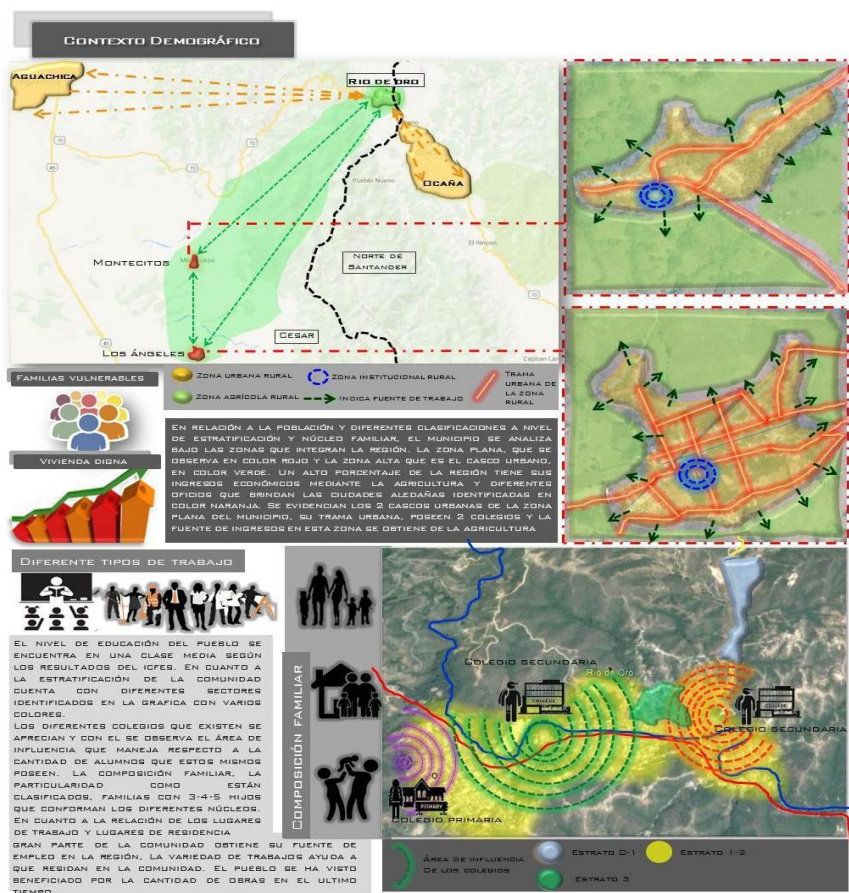 CONTEXTO DEMOGRÁFICO
AGUACHICA
RIO DE ORO
OCAÑA
Pueblo Nuevo
El Rincon
MONTECITOS
NORTE DE
SANTANDER
CESAR
LOS ÁNGELES
Capitan Lar
70
45
70
70
45
ZONA URBANA RURAL
ZONA INSTITUCIONAL RURAL
TRAMA
URBANA DE
LA ZONA
RURAL
ZONA AGRÍCOLA RURAL
INDICA FUENTE DE TRABAJO
FAMILIAS VULNERABLES
VIVIENDA DIGNA
EN RELACIÓN A LA POBLACIÓN Y DIFERENTES CLASIFICACIONES A NIVEL
DE ESTRATIFICACIÓN Y NÚCLEO FAMILIAR, EL MUNICIPIO SE ANALIZA
BAJO LAS ZONAS QUE INTEGRAN LA REGIÓN. LA ZONA PLANA, QUE SE
OBSERVA EN COLOR ROJO Y LA ZONA ALTA QUE ES EL CASCO URBANO,
EN COLOR VERDE. UN ALTO PORCENTAJE DE LA REGIÓN TIENE SUS
INGRESOS ECONÓMICOS MEDIANTE LA AGRICULTURA Y DIFERENTES
OFICIOS QUE BRINDAN LAS CIUDADES ALEDAÑAS IDENTIFICADAS EN
COLOR NARANJA. SE EVIDENCIAN LOS 2 CASCOS URBANAS DE LA ZONA
PLANA DEL MUNICIPIO, SU TRAMA URBANA, POSEEN 2 COLEGIOS Y LA
FUENTE DE INGRESOS EN ESTA ZONA SE OBTIENE DE LA AGRICULTURA
DIFERENTE TIPOS DE TRABAJO
EL NIVEL DE EDUCACIÓN DEL PUEBLO SE
ENCUENTRA EN UNA CLASE MEDIA SEGÚN
LOS RESULTADOS DEL ICFES. EN CUANTO A
LA ESTRATIFICACIÓN DE LA COMUNIDAD
CUENTA CON DIFERENTES SECTORES
IDENTIFICADOS EN LA GRAFICA CON VARIOS
COLORES.
LOS DIFERENTES COLEGIOS QUE EXISTEN SE
APRECIAN Y CON EL SE OBSERVA EL ÁREA DE
INFLUENCIA QUE MANEJA RESPECTO A LA
CANTIDAD DE ALUMNOS QUE ESTOS MISMOS
POSEEN. LA COMPOSICIÓN FAMILIAR, LA
PARTICULARIDAD COMO ESTÁN
CLASIFICADOS, FAMILIAS CON 3-4-5 HIJOS
QUE CONFORMAN LOS DIFERENTES NÚCLEOS.
EN CUANTO A LA RELACIÓN DE LOS LUGARES
DE TRABAJO Y LUGARES DE RESIDENCIA
GRAN PARTE DE LA COMUNIDAD OBTIENE SU FUENTE DE
EMPLEO EN LA REGIÓN, LA VARIEDAD DE TRABAJOS AYUDA A
QUE RESIDAN EN LA COMUNIDAD. EL PUEBLO SE HA VISTO
BENEFICIADO POR LA CANTIDAD DE OBRAS EN EL ULTIMO
TIEMPO
COMPOSICIÓN FAMILIAR
COLEGIO SECUNDARIA
Río de Oro
COLLEGE
COLLEGE
COLEGIO SECUNDARIA
PRIMARY
COLEGIO PRIMARIA
ÁREA DE INFLUENCIA
DE LOS COLEGIOS
ESTRATO 0-1
ESTRATO 1-2
ESTRATO 3